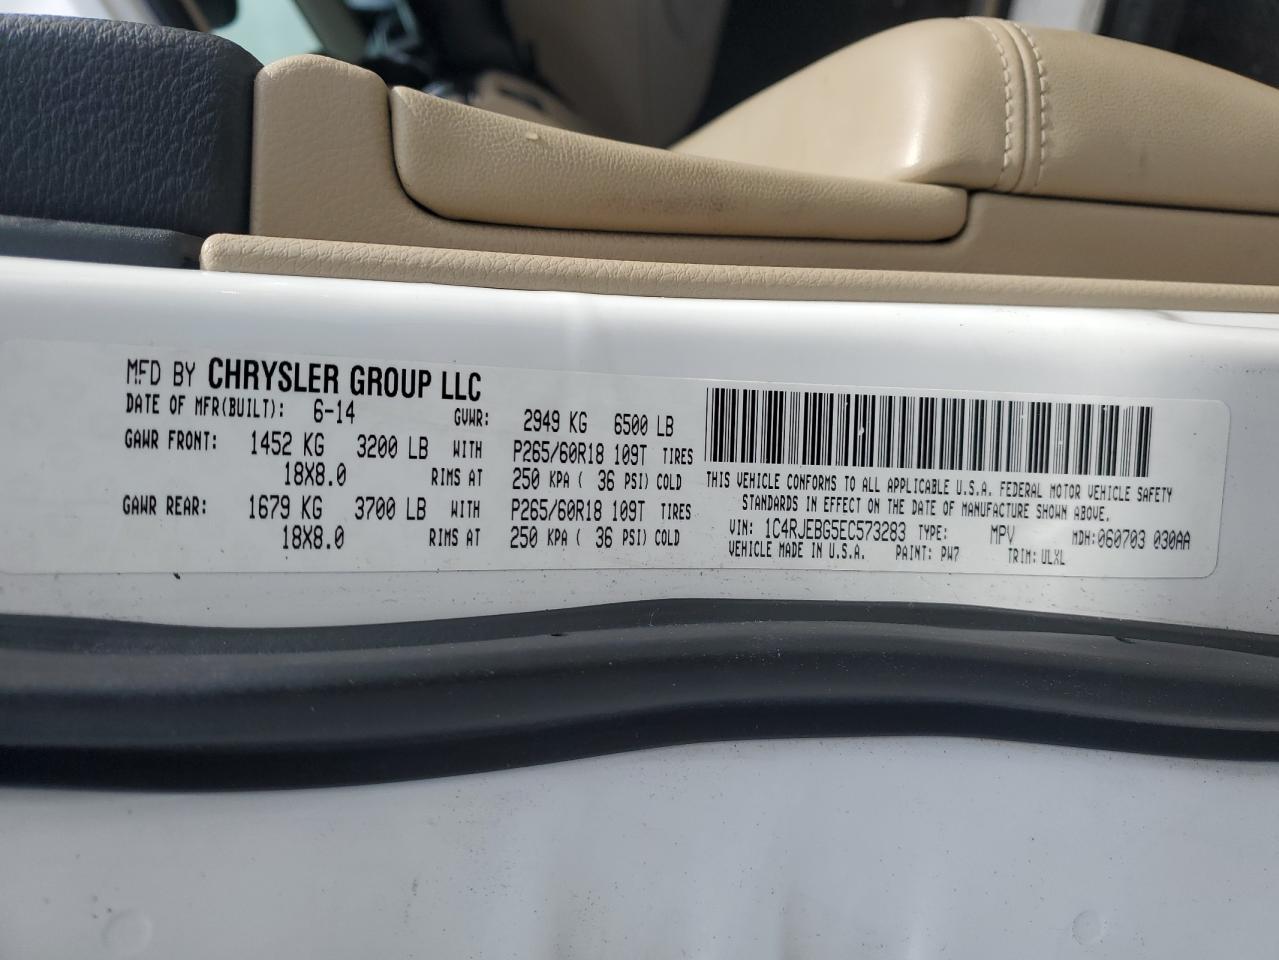 MFD BY CHRYSLER GROUP LLC
DATE OF MFR(BUILT): 6-14 GVWR: 2949 KG 6500 LB
GAWR FRONT: 1452 KG 3200 LB WITH P265/60R18 109T TIRES
18X8.0 RIMS AT 250 KPA ( 36 PSI) COLD
GAWR REAR: 1679 KG 3700 LB WITH P265/60R18 109T TIRES
18X8.0 RIMS AT 250 KPA ( 36 PSI) COLD
THIS VEHICLE CONFORMS TO ALL APPLICABLE U.S.A. FEDERAL MOTOR VEHICLE SAFETY
STANDARDS IN EFFECT ON THE DATE OF MANUFACTURE SHOWN ABOVE.
VIN: 1C4RJEBG5EC573283 TYPE: MPV MDH:060703 030AA
VEHICLE MADE IN U.S.A. PAINT: PW7 TRIM: ULXL